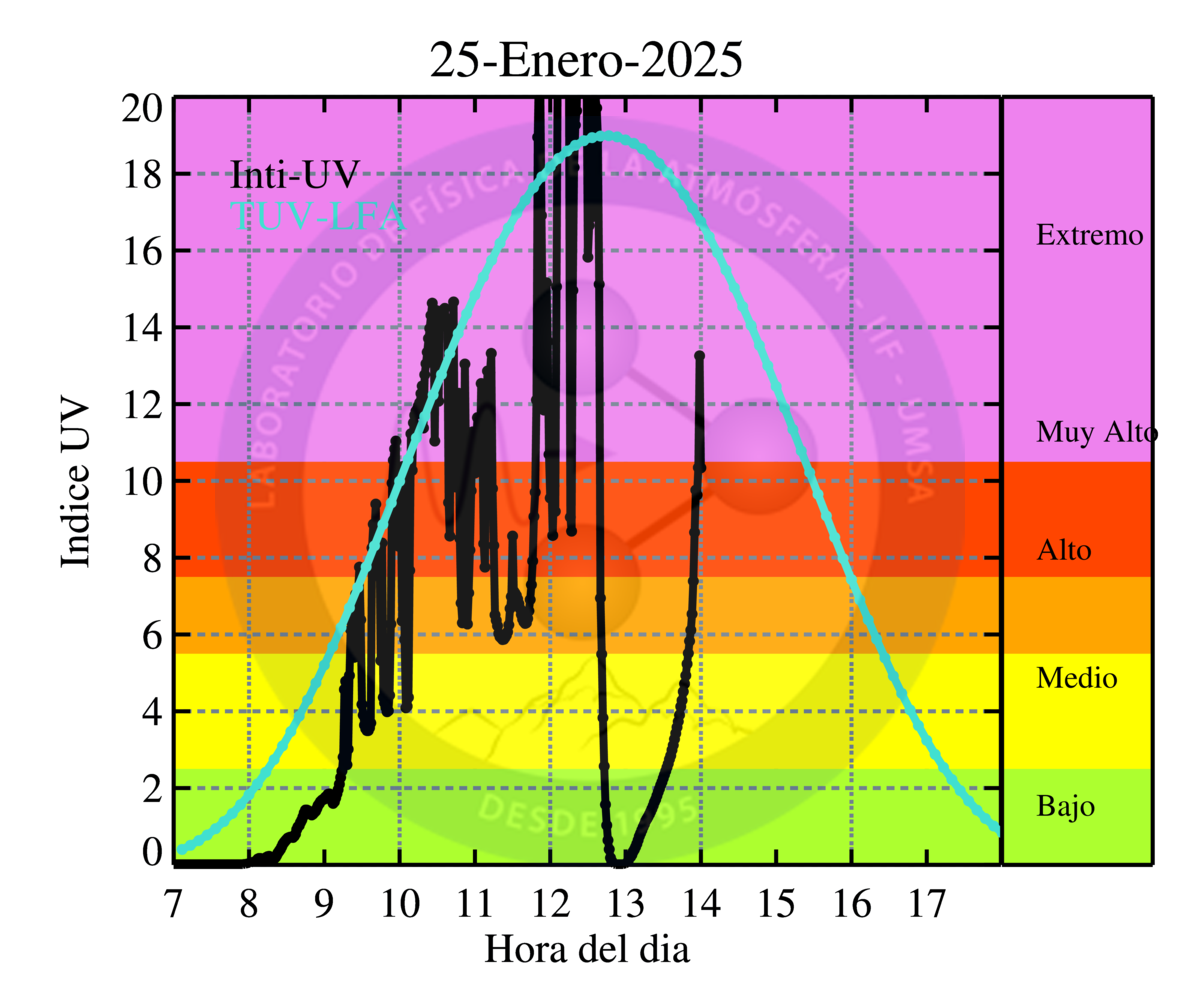 25-Enero-2025
20
18
16
14
12
10
8
6
4
2
0
Indice UV
Inti-UV
TUV-LFA
LABORATORIO DE FÍSICA DE LA ATMÓSFERA - IIF - UMSA
DESDE 1995
Extremo
Muy Alto
Alto
Medio
Bajo
7 8 9 10 11 12 13 14 15 16 17
Hora del dia